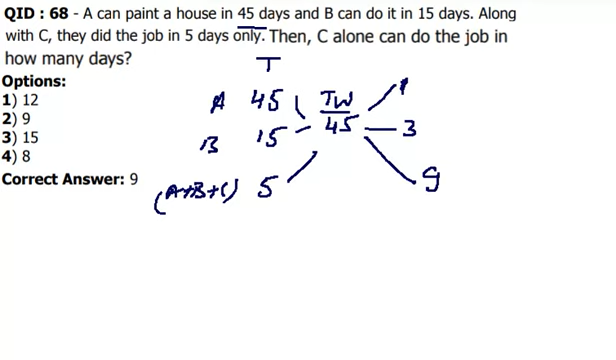 QID : 68 - A can paint a house in 45 days and B can do it in 15 days. Along
with C, they did the job in 5 days only. Then, C alone can do the job in
how many days?
Options:
1) 12
2) 9
3) 15
4) 8
Correct Answer: 9
T
A 45 TW 1
B 15 45 3
(A+B+C) 5 9